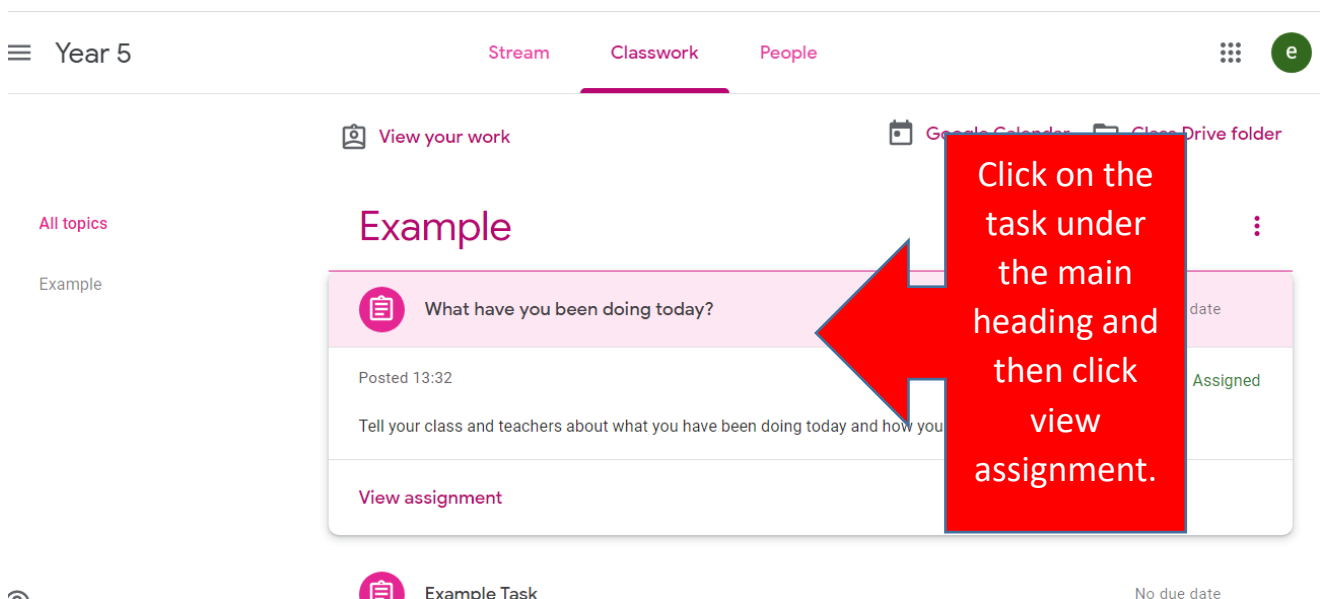 Year 5
Stream Classwork People
e
View your work
Google Calendar Class Drive folder
All topics
Example
Example
What have you been doing today?
date
Posted 13:32
Assigned
Tell your class and teachers about what you have been doing today and how you
View assignment
Click on the
task under
the main
heading and
then click
view
assignment.
Example Task
No due date